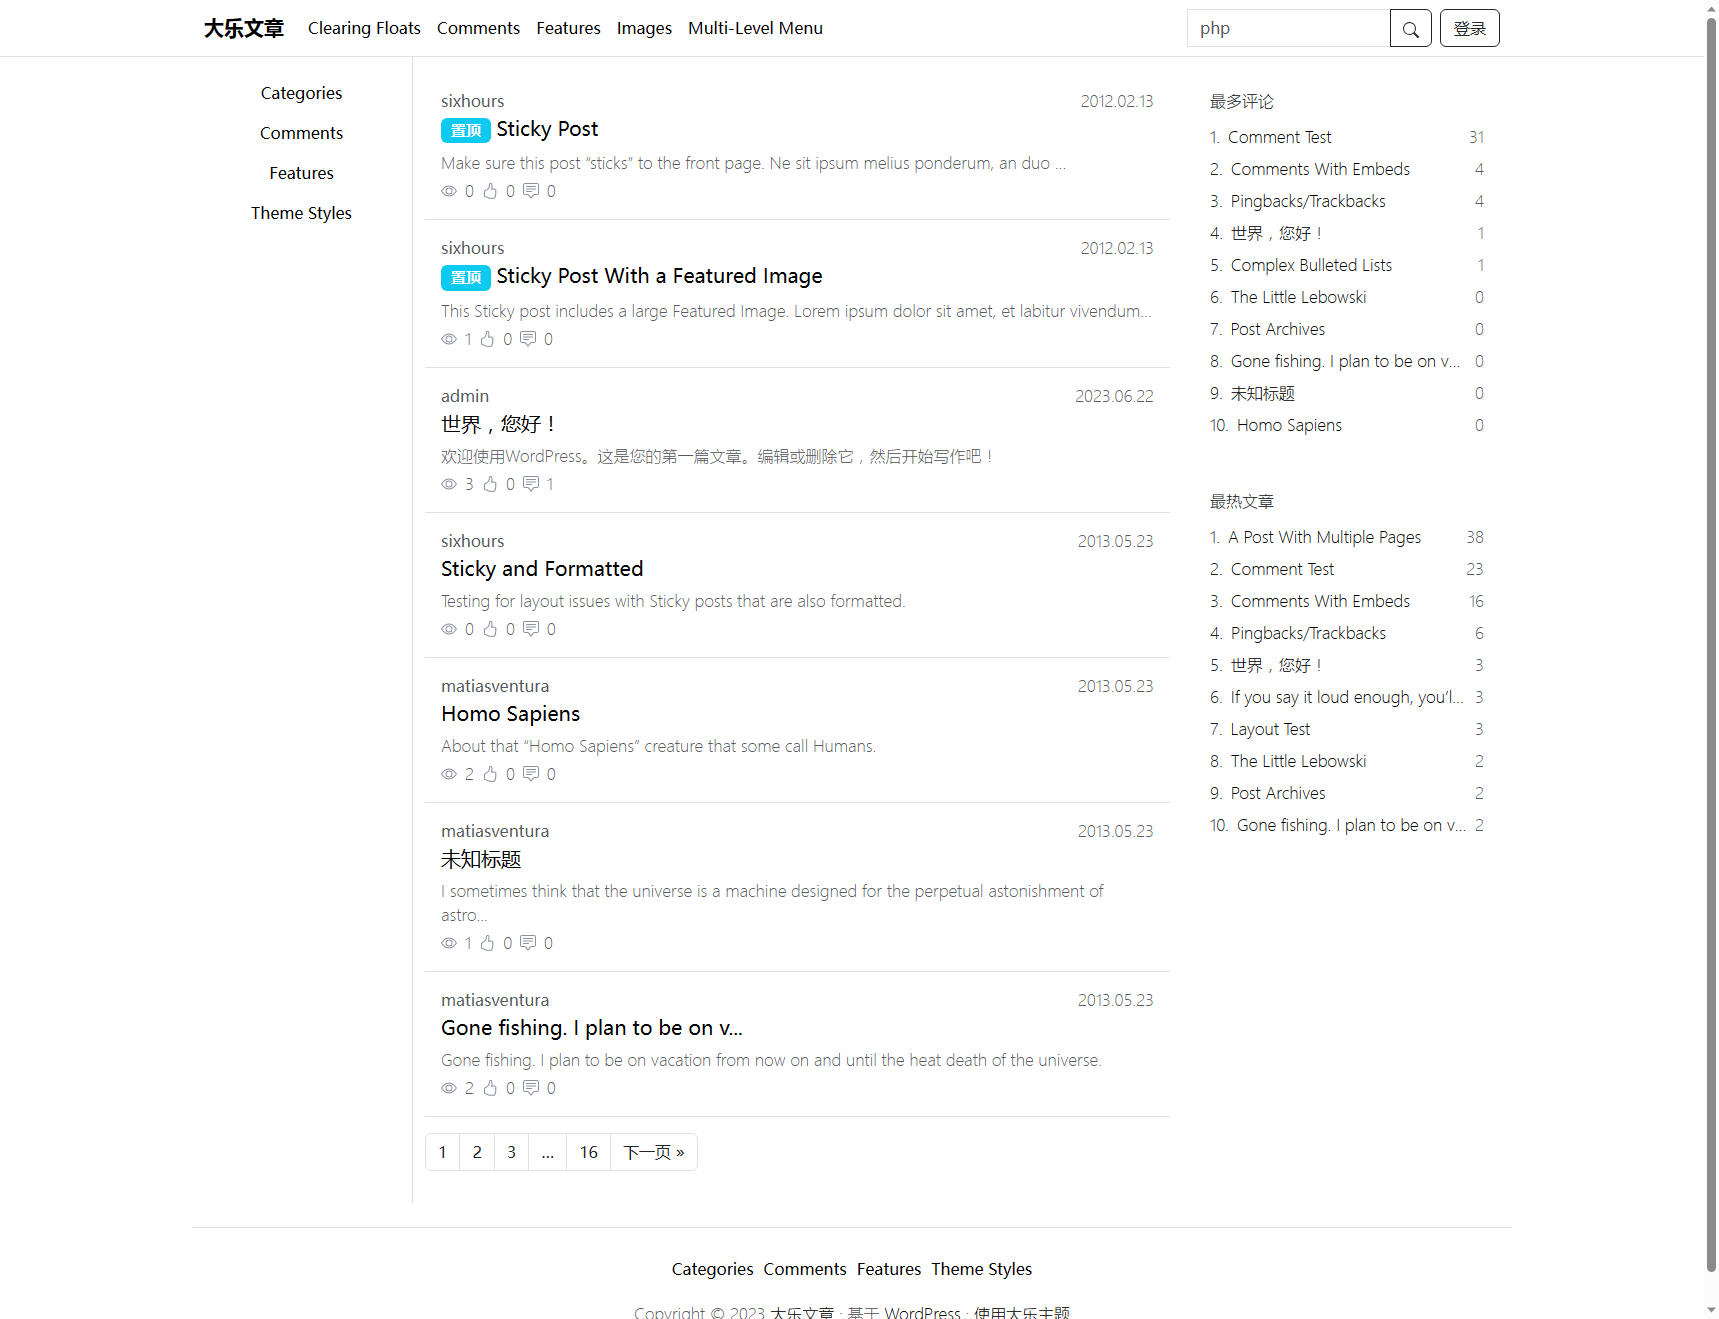 大乐文章 Clearing Floats Comments Features Images Multi-Level Menu php 登录
Categories
Comments
Features
Theme Styles
sixhours 2012.02.13
置顶 Sticky Post
Make sure this post “sticks” to the front page. Ne sit ipsum melius ponderum, an duo ...
0 0 0
sixhours 2012.02.13
置顶 Sticky Post With a Featured Image
This Sticky post includes a large Featured Image. Lorem ipsum dolor sit amet, et labitur vivendum...
1 0 0
admin 2023.06.22
世界，您好！
欢迎使用WordPress。这是您的第一篇文章。编辑或删除它，然后开始写作吧！
3 0 1
sixhours 2013.05.23
Sticky and Formatted
Testing for layout issues with Sticky posts that are also formatted.
0 0 0
matiasventura 2013.05.23
Homo Sapiens
About that “Homo Sapiens” creature that some call Humans.
2 0 0
matiasventura 2013.05.23
未知标题
I sometimes think that the universe is a machine designed for the perpetual astonishment of
astro...
1 0 0
matiasventura 2013.05.23
Gone fishing. I plan to be on v...
Gone fishing. I plan to be on vacation from now on and until the heat death of the universe.
2 0 0
1 2 3 ... 16 下一页 »
最多评论
1. Comment Test 31
2. Comments With Embeds 4
3. Pingbacks/Trackbacks 4
4. 世界，您好！ 1
5. Complex Bulleted Lists 1
6. The Little Lebowski 0
7. Post Archives 0
8. Gone fishing. I plan to be on v... 0
9. 未知标题 0
10. Homo Sapiens 0
最热文章
1. A Post With Multiple Pages 38
2. Comment Test 23
3. Comments With Embeds 16
4. Pingbacks/Trackbacks 6
5. 世界，您好！ 3
6. If you say it loud enough, you’l... 3
7. Layout Test 3
8. The Little Lebowski 2
9. Post Archives 2
10. Gone fishing. I plan to be on v... 2
Categories Comments Features Theme Styles
Copyright © 2023 大乐文章 · 基于 WordPress · 使用大乐主题